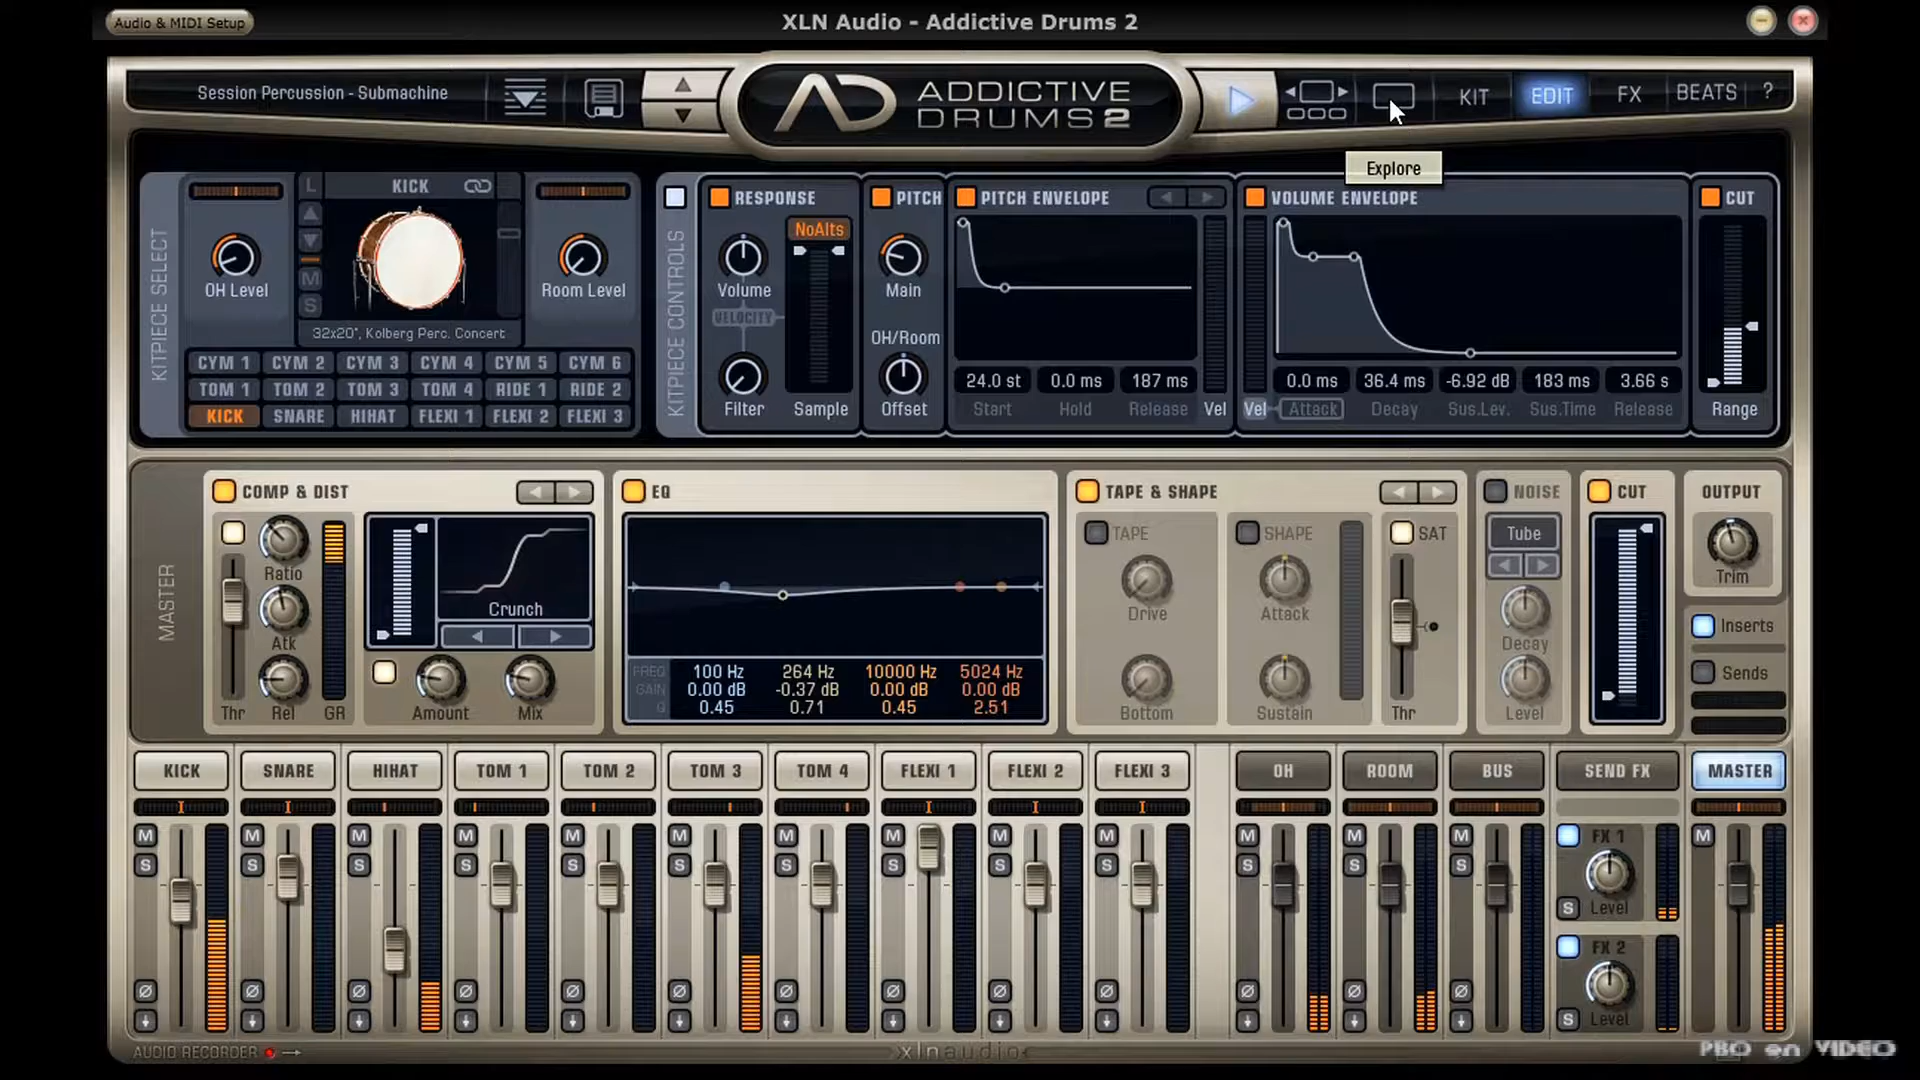 Audio & MIDI Setup
XLN Audio - Addictive Drums 2
Session Percussion - Submachine
AD ADDICTIVE DRUMS 2
KIT EDIT FX BEATS ?
Explore
KITPIECE SELECT
OH Level
L
M
S
KICK
32x20", Kolberg Perc. Concert
Room Level
CYM 1 CYM 2 CYM 3 CYM 4 CYM 5 CYM 6
TOM 1 TOM 2 TOM 3 TOM 4 RIDE 1 RIDE 2
KICK SNARE HIHAT FLEXI 1 FLEXI 2 FLEXI 3
KITPIECE CONTROLS
RESPONSE
NoAlts
Volume
VELOCITY
Filter Sample
PITCH
Main
OH/Room
Offset
PITCH ENVELOPE
24.0 st 0.0 ms 187 ms
Start Hold Release Vel
VOLUME ENVELOPE
0.0 ms 36.4 ms -6.92 dB 183 ms 3.66 s
Vel Attack Decay Sus.Lev. Sus.Time Release
CUT
Range
MASTER
COMP & DIST
Ratio
Atk
Thr Rel GR
Crunch
Amount Mix
EQ
FREQ 100 Hz 264 Hz 10000 Hz 5024 Hz
GAIN 0.00 dB -0.37 dB 0.00 dB 0.00 dB
Q 0.45 0.71 0.45 2.51
TAPE & SHAPE
TAPE
Drive
Bottom
SHAPE
Attack
Sustain
SAT
Thr
NOISE
Tube
Decay
Level
CUT
OUTPUT
Trim
Inserts
Sends
KICK SNARE HIHAT TOM 1 TOM 2 TOM 3 TOM 4 FLEXI 1 FLEXI 2 FLEXI 3 OH ROOM BUS SEND FX MASTER
M M M M M M M M M M M M M FX 1 M
S S S S S S S S S S S S S
S Level
FX 2
Ø Ø Ø Ø Ø Ø Ø Ø Ø Ø Ø Ø Ø
S Level
AUDIO RECORDER
xlnaudio
PBO en VIDEO